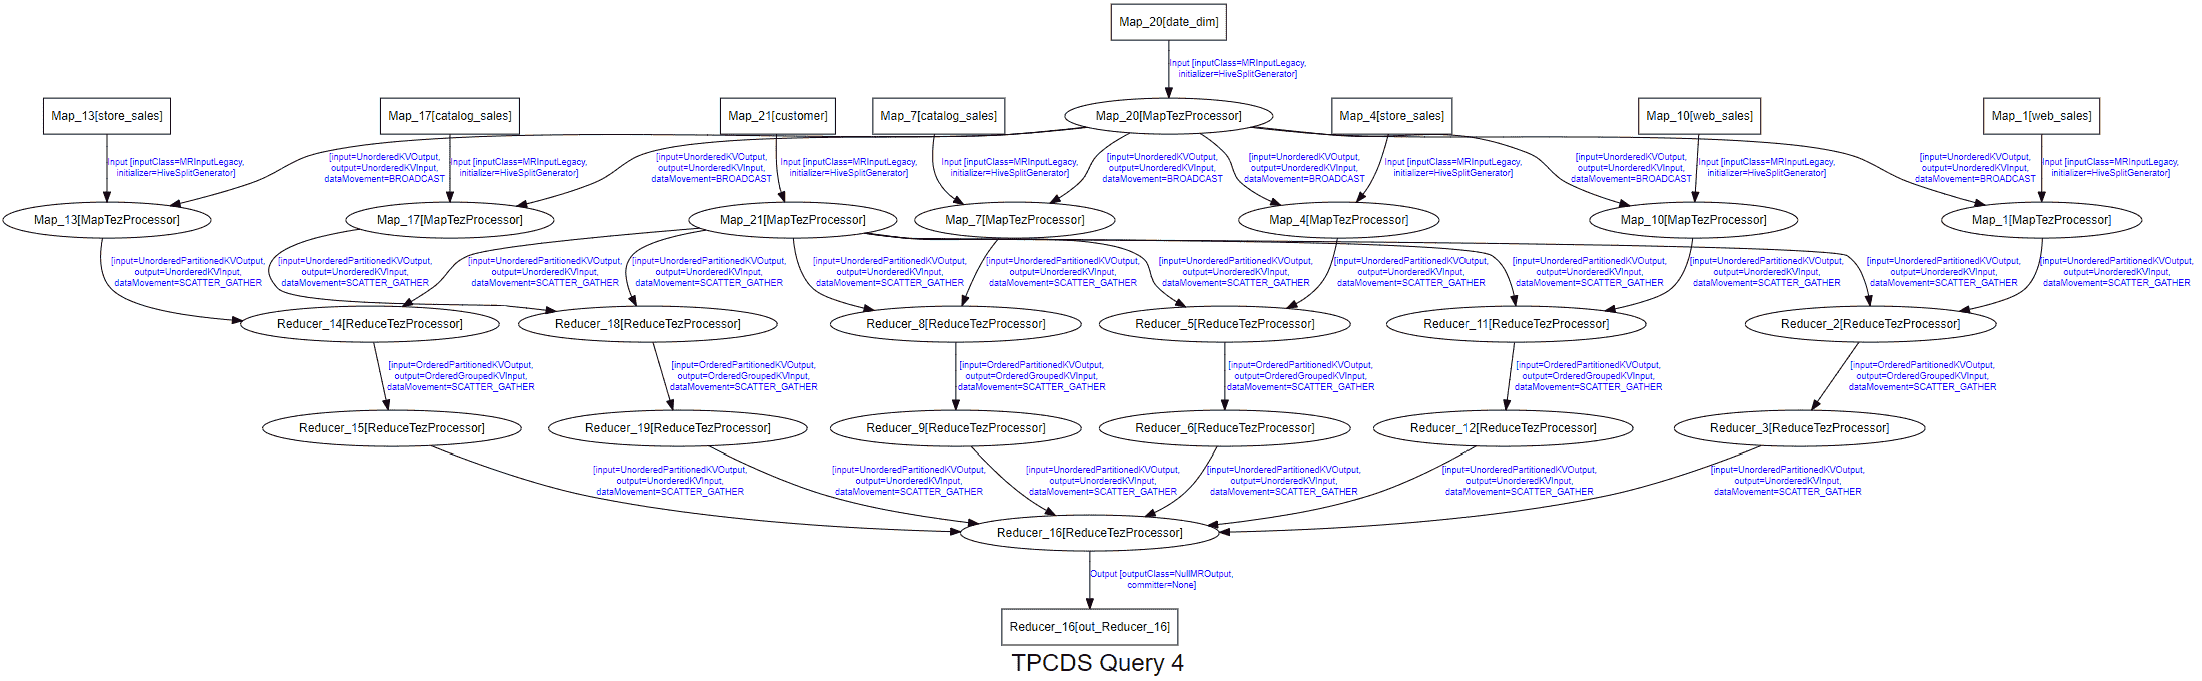 Map_20[date_dim]
Input [inputClass=MRInputLegacy,
initializer=HiveSplitGenerator]
Map_13[store_sales]
Map_17[catalog_sales]
Map_21[customer]
Map_7[catalog_sales]
Map_20[MapTezProcessor]
Map_4[store_sales]
Map_10[web_sales]
Map_1[web_sales]
Input [inputClass=MRInputLegacy,
initializer=HiveSplitGenerator]
[input=UnorderedKVOutput,
output=UnorderedKVInput,
dataMovement=BROADCAST]
Input [inputClass=MRInputLegacy,
initializer=HiveSplitGenerator]
[input=UnorderedKVOutput,
output=UnorderedKVInput,
dataMovement=BROADCAST]
Input [inputClass=MRInputLegacy,
initializer=HiveSplitGenerator]
Input [inputClass=MRInputLegacy,
initializer=HiveSplitGenerator]
[input=UnorderedKVOutput,
output=UnorderedKVInput,
dataMovement=BROADCAST]
[input=UnorderedKVOutput,
output=UnorderedKVInput,
dataMovement=BROADCAST]
Input [inputClass=MRInputLegacy,
initializer=HiveSplitGenerator]
[input=UnorderedKVOutput,
output=UnorderedKVInput,
dataMovement=BROADCAST]
Input [inputClass=MRInputLegacy,
initializer=HiveSplitGenerator]
[input=UnorderedKVOutput,
output=UnorderedKVInput,
dataMovement=BROADCAST]
Input [inputClass=MRInputLegacy,
initializer=HiveSplitGenerator]
Map_13[MapTezProcessor]
Map_17[MapTezProcessor]
Map_21[MapTezProcessor]
Map_7[MapTezProcessor]
Map_4[MapTezProcessor]
Map_10[MapTezProcessor]
Map_1[MapTezProcessor]
[input=UnorderedPartitionedKVOutput,
output=UnorderedKVInput,
dataMovement=SCATTER_GATHER
[input=UnorderedPartitionedKVOutput,
output=UnorderedKVInput,
dataMovement=SCATTER_GATHER
[input=UnorderedPartitionedKVOutput,
output=UnorderedKVInput,
dataMovement=SCATTER_GATHER
[input=UnorderedPartitionedKVOutput,
output=UnorderedKVInput,
dataMovement=SCATTER_GATHER
[input=UnorderedPartitionedKVOutput,
output=UnorderedKVInput,
dataMovement=SCATTER_GATHER
[input=UnorderedPartitionedKVOutput,
output=UnorderedKVInput,
dataMovement=SCATTER_GATHER
[input=UnorderedPartitionedKVOutput,
output=UnorderedKVInput,
dataMovement=SCATTER_GATHER
[input=UnorderedPartitionedKVOutput,
output=UnorderedKVInput,
dataMovement=SCATTER_GATHER
[input=UnorderedPartitionedKVOutput,
output=UnorderedKVInput,
dataMovement=SCATTER_GATHER
[input=UnorderedPartitionedKVOutput,
output=UnorderedKVInput,
dataMovement=SCATTER_GATHER
[input=UnorderedPartitionedKVOutput,
output=UnorderedKVInput,
dataMovement=SCATTER_GATHER
[input=UnorderedPartitionedKVOutput,
output=UnorderedKVInput,
dataMovement=SCATTER_GATHER
Reducer_14[ReduceTezProcessor]
Reducer_18[ReduceTezProcessor]
Reducer_8[ReduceTezProcessor]
Reducer_5[ReduceTezProcessor]
Reducer_11[ReduceTezProcessor]
Reducer_2[ReduceTezProcessor]
[input=OrderedPartitionedKVOutput,
output=OrderedGroupedKVInput,
dataMovement=SCATTER_GATHER
[input=OrderedPartitionedKVOutput,
output=OrderedGroupedKVInput,
dataMovement=SCATTER_GATHER
[input=OrderedPartitionedKVOutput,
output=OrderedGroupedKVInput,
dataMovement=SCATTER_GATHER
[input=OrderedPartitionedKVOutput,
output=OrderedGroupedKVInput,
dataMovement=SCATTER_GATHER
[input=OrderedPartitionedKVOutput,
output=OrderedGroupedKVInput,
dataMovement=SCATTER_GATHER
[input=OrderedPartitionedKVOutput,
output=OrderedGroupedKVInput,
dataMovement=SCATTER_GATHER
Reducer_15[ReduceTezProcessor]
Reducer_19[ReduceTezProcessor]
Reducer_9[ReduceTezProcessor]
Reducer_6[ReduceTezProcessor]
Reducer_12[ReduceTezProcessor]
Reducer_3[ReduceTezProcessor]
[input=UnorderedPartitionedKVOutput,
output=UnorderedKVInput,
dataMovement=SCATTER_GATHER
[input=UnorderedPartitionedKVOutput,
output=UnorderedKVInput,
dataMovement=SCATTER_GATHER
[input=UnorderedPartitionedKVOutput,
output=UnorderedKVInput,
dataMovement=SCATTER_GATHER
[input=UnorderedPartitionedKVOutput,
output=UnorderedKVInput,
dataMovement=SCATTER_GATHER
[input=UnorderedPartitionedKVOutput,
output=UnorderedKVInput,
dataMovement=SCATTER_GATHER
[input=UnorderedPartitionedKVOutput,
output=UnorderedKVInput,
dataMovement=SCATTER_GATHER
Reducer_16[ReduceTezProcessor]
Output [outputClass=NullMROutput,
committer=None]
Reducer_16[out_Reducer_16]
TPCDS Query 4